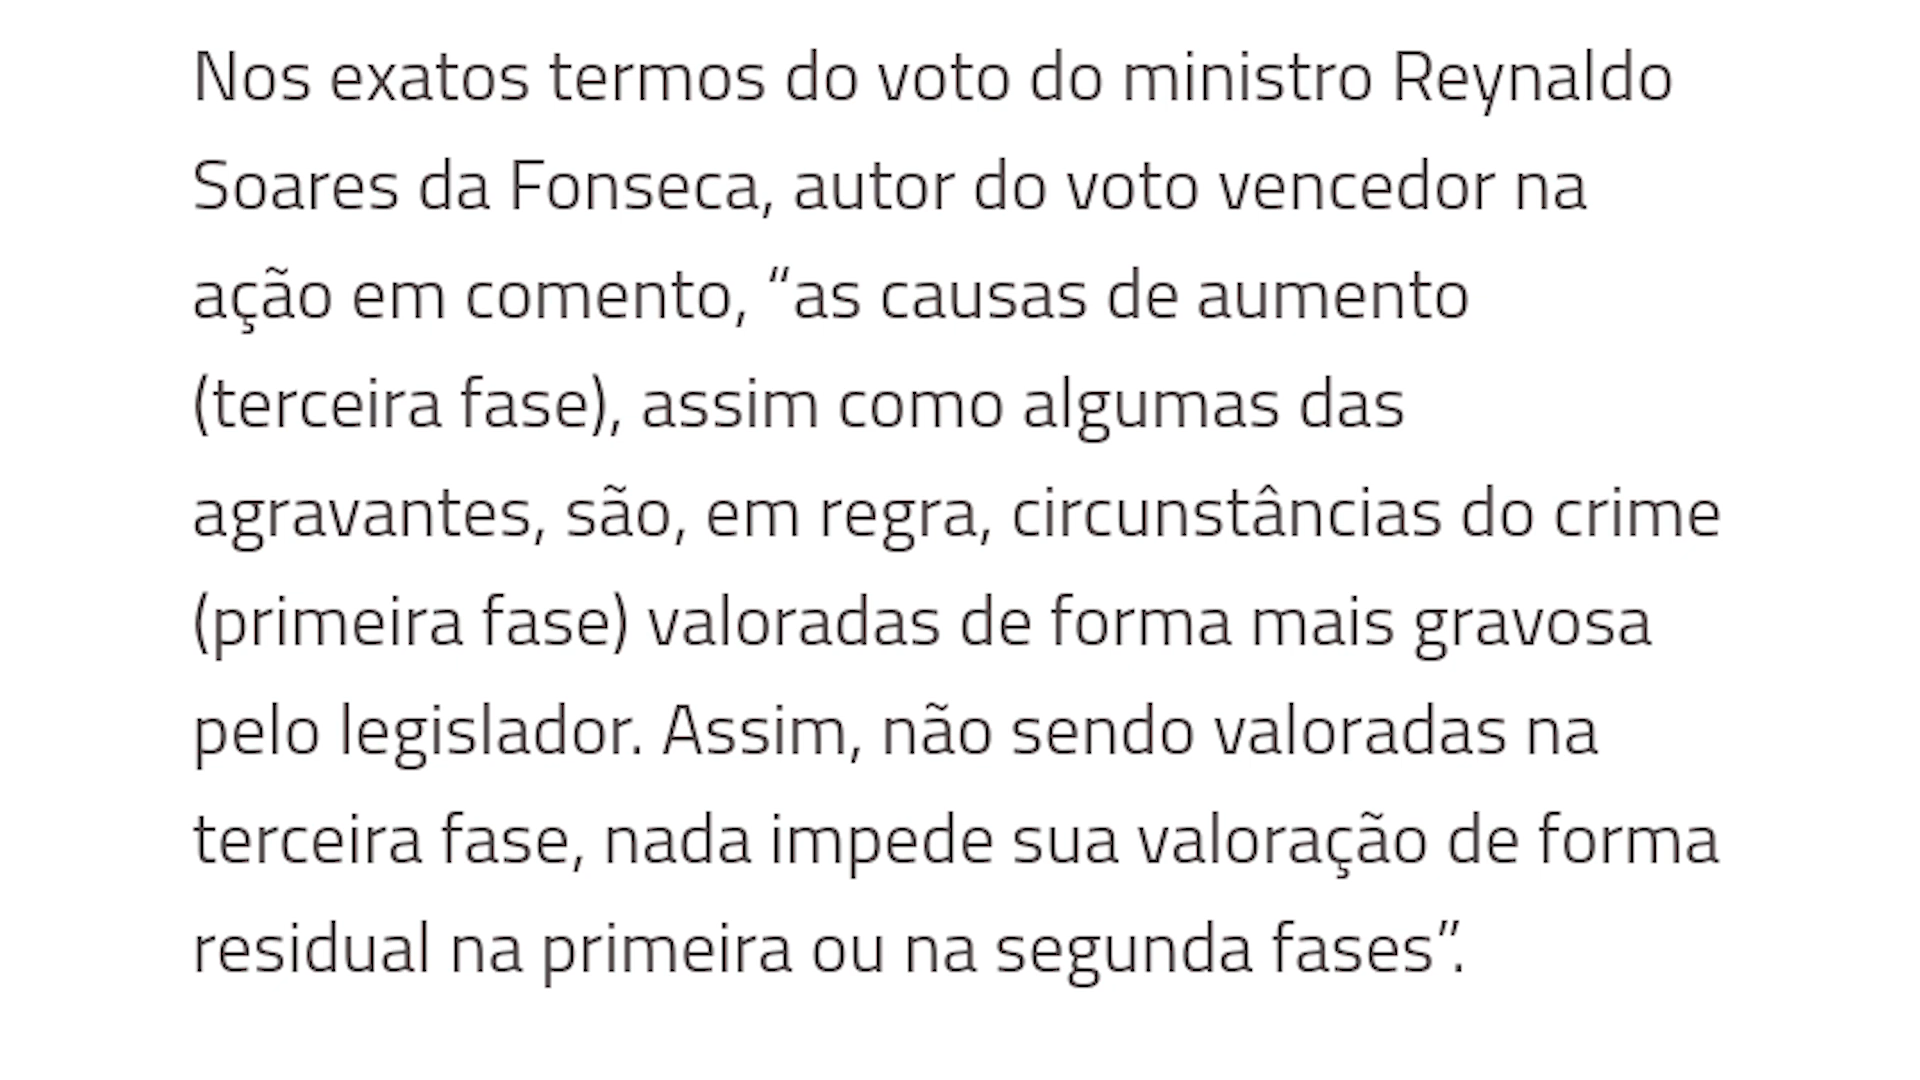 Nos exatos termos do voto do ministro Reynaldo
Soares da Fonseca, autor do voto vencedor na
ação em comento, “as causas de aumento
(terceira fase), assim como algumas das
agravantes, são, em regra, circunstâncias do crime
(primeira fase) valoradas de forma mais gravosa
pelo legislador. Assim, não sendo valoradas na
terceira fase, nada impede sua valoração de forma
residual na primeira ou na segunda fases”.